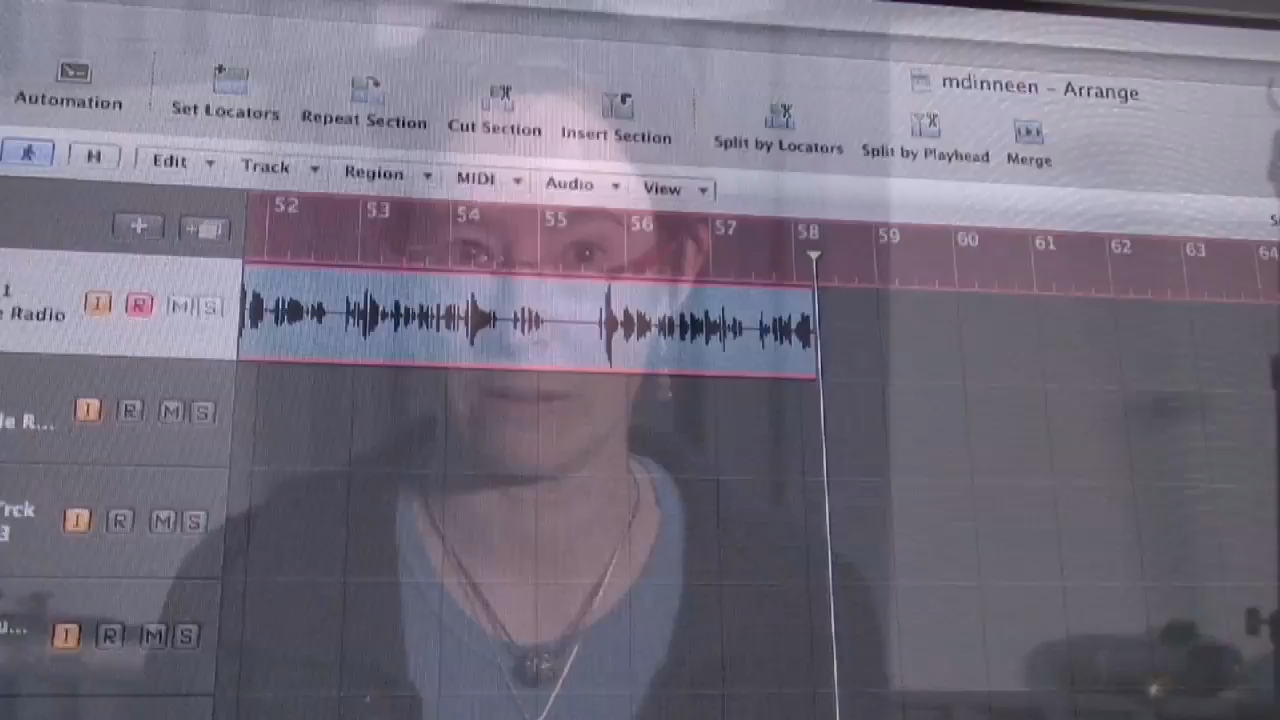 mdinneen - Arrange
Automation Set Locators Repeat Section Cut Section Insert Section Split by Locators Split by Playhead Merge
Edit Track Region MIDI Audio View
52 53 54 55 56 57 58 59 60 61 62 63 64
1
Radio
I R M S
I R M S
I R M S
3
I R M S